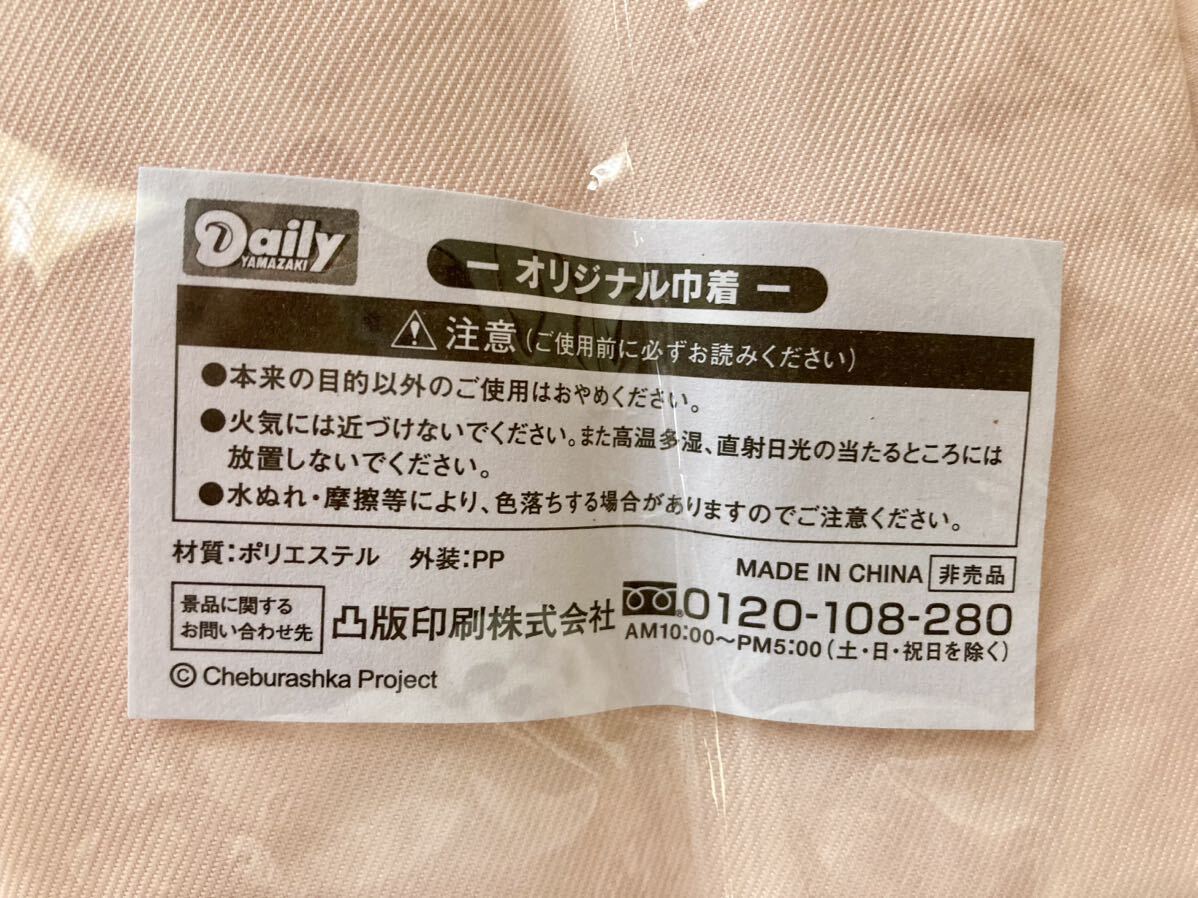 Daily
YAMAZAKI
― オリジナル巾着 ―
注意(ご使用前に必ずお読みください)
●本来の目的以外のご使用はおやめください。
●火気には近づけないでください。また高温多湿、直射日光の当たるところには
放置しないでください。
●水ぬれ・摩擦等により、色落ちする場合がありますのでご注意ください。
材質:ポリエステル 外装:PP
MADE IN CHINA 非売品
景品に関する
お問い合わせ先
凸版印刷株式会社
0120-108-280
AM10:00〜PM5:00(土・日・祝日を除く)
© Cheburashka Project